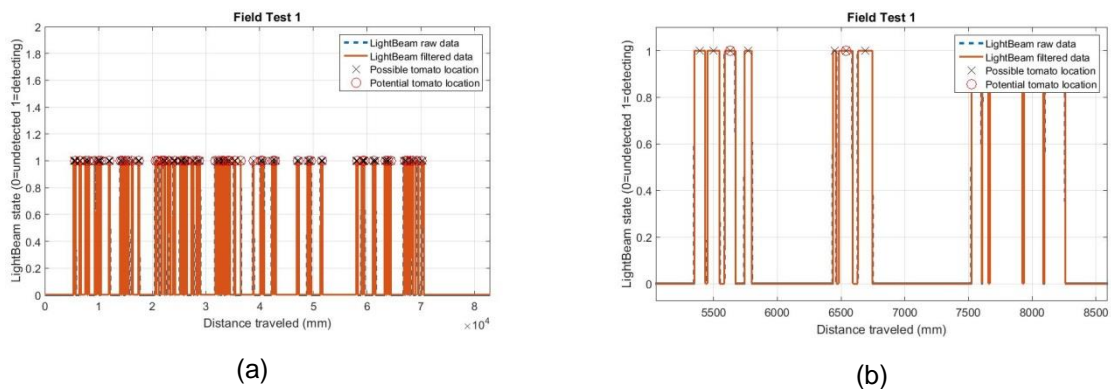 Field Test 1
LightBeam state (0=undetected 1=detecting)
2
1.8
1.6
1.4
1.2
1
0.8
0.6
0.4
0.2
0
LightBeam raw data
LightBeam filtered data
Possible tomato location
Potential tomato location
0 1 2 3 4 5 6 7 8
×10⁴
Distance traveled (mm)
(a)
Field Test 1
LightBeam state (0=undetected 1=detecting)
1
0.8
0.6
0.4
0.2
0
LightBeam raw data
LightBeam filtered data
Possible tomato location
Potential tomato location
5500 6000 6500 7000 7500 8000 8500
Distance traveled (mm)
(b)